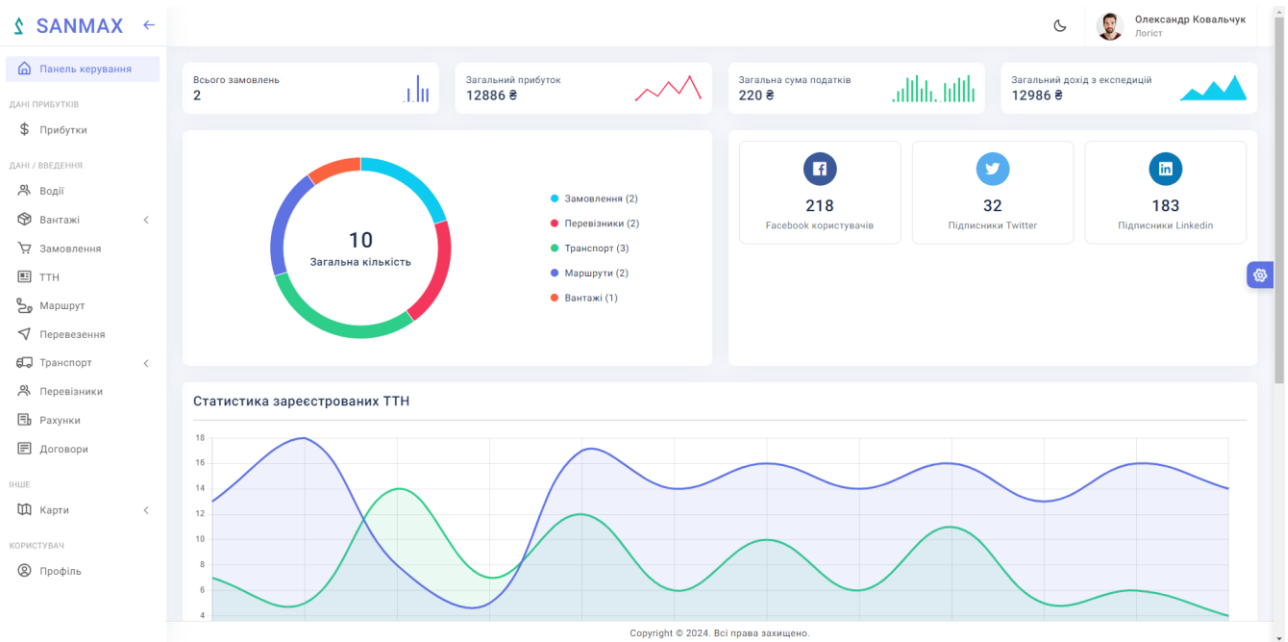 SANMAX
Олександр Ковальчук
Логіст
Панель керування
ДАНІ ПРИБУТКІВ
Прибутки
ДАНІ / ВВЕДЕННЯ
Водії
Вантажі
Замовлення
ТТН
Маршрут
Перевезення
Транспорт
Перевізники
Рахунки
Договори
ІНШЕ
Карти
КОРИСТУВАЧ
Профіль
Всього замовлень
2
Загальний прибуток
12886 ₴
Загальна сума податків
220 ₴
Загальний дохід з експедицій
12986 ₴
10
Загальна кількість
Замовлення (2)
Перевізники (2)
Транспорт (3)
Маршрути (2)
Вантажі (1)
218
Facebook користувачів
32
Підписники Twitter
183
Підписники Linkedin
Статистика зареєстрованих ТТН
18
16
14
12
10
8
6
4
Copyright © 2024. Всі права захищено.